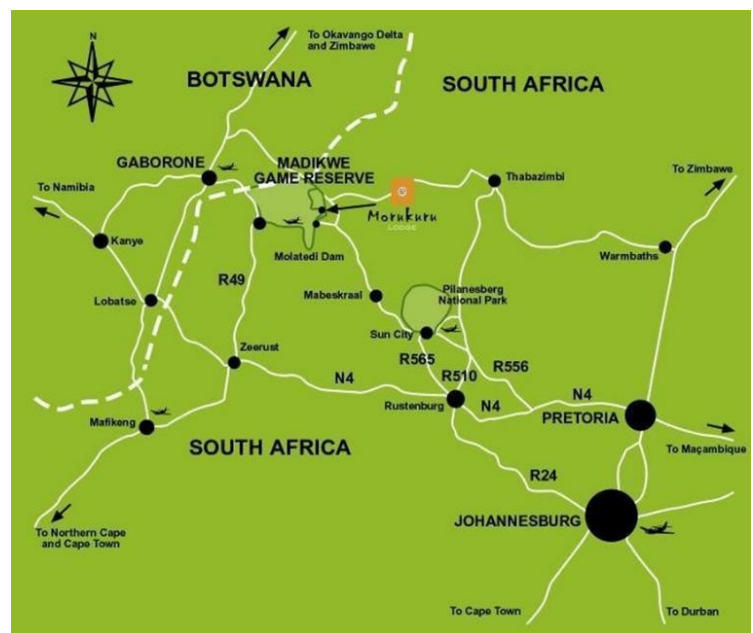 N
To Okavango Delta
and Zimbawe
BOTSWANA
SOUTH AFRICA
GABORONE
MADIKWE
GAME RESERVE
To Zimbawe
To Namibia
Thabazimbi
Morukuru
LODGE
Kanye
Molatedi Dam
Warmbaths
R49
Pilanesberg
National Park
Lobatse
Mabeskraal
Sun City
Zeerust
R565
R556
R510
N4
N4
Rustenburg
N4
PRETORIA
Mafikeng
SOUTH AFRICA
To Maçambique
R24
JOHANNESBURG
To Northern Cape
and Cape Town
To Cape Town
To Durban